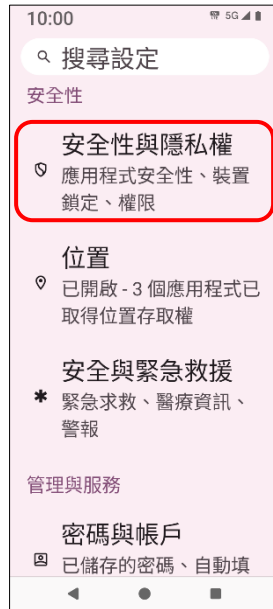 10:00
5G
搜尋設定
安全性
安全性與隱私權
應用程式安全性、裝置
鎖定、權限
位置
已開啟 - 3 個應用程式已
取得位置存取權
安全與緊急救援
緊急求救、醫療資訊、
警報
管理與服務
密碼與帳戶
已儲存的密碼、自動填